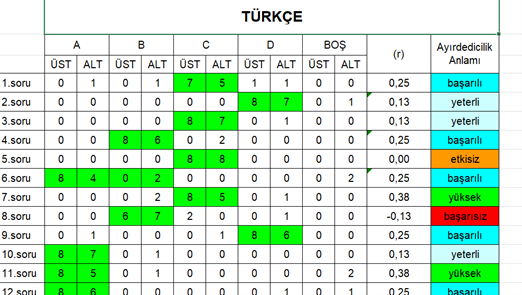 TÜRKÇE
A B C D BOŞ (r) Ayırdedicilik Anlamı
ÜST ALT ÜST ALT ÜST ALT ÜST ALT ÜST ALT
1.soru 0 1 0 1 7 5 1 1 0 0 0,25 başarılı
2.soru 0 0 0 0 0 0 8 7 0 1 0,13 yeterli
3.soru 0 0 0 0 8 7 0 1 0 0 0,13 yeterli
4.soru 0 0 8 6 0 2 0 0 0 0 0,25 başarılı
5.soru 0 0 0 0 8 8 0 0 0 0 0,00 etkisiz
6.soru 8 4 0 2 0 0 0 0 0 2 0,25 başarılı
7.soru 0 0 0 2 8 5 0 1 0 0 0,38 yüksek
8.soru 0 0 6 7 2 0 0 1 0 0 -0,13 başarısız
9.soru 0 1 0 0 0 1 8 6 0 0 0,25 başarılı
10.soru 8 7 0 1 0 0 0 0 0 0 0,13 yeterli
11.soru 8 5 0 1 0 0 0 0 0 2 0,38 yüksek
12.soru 8 6 0 0 0 0 0 1 0 1 0,25 başarılı